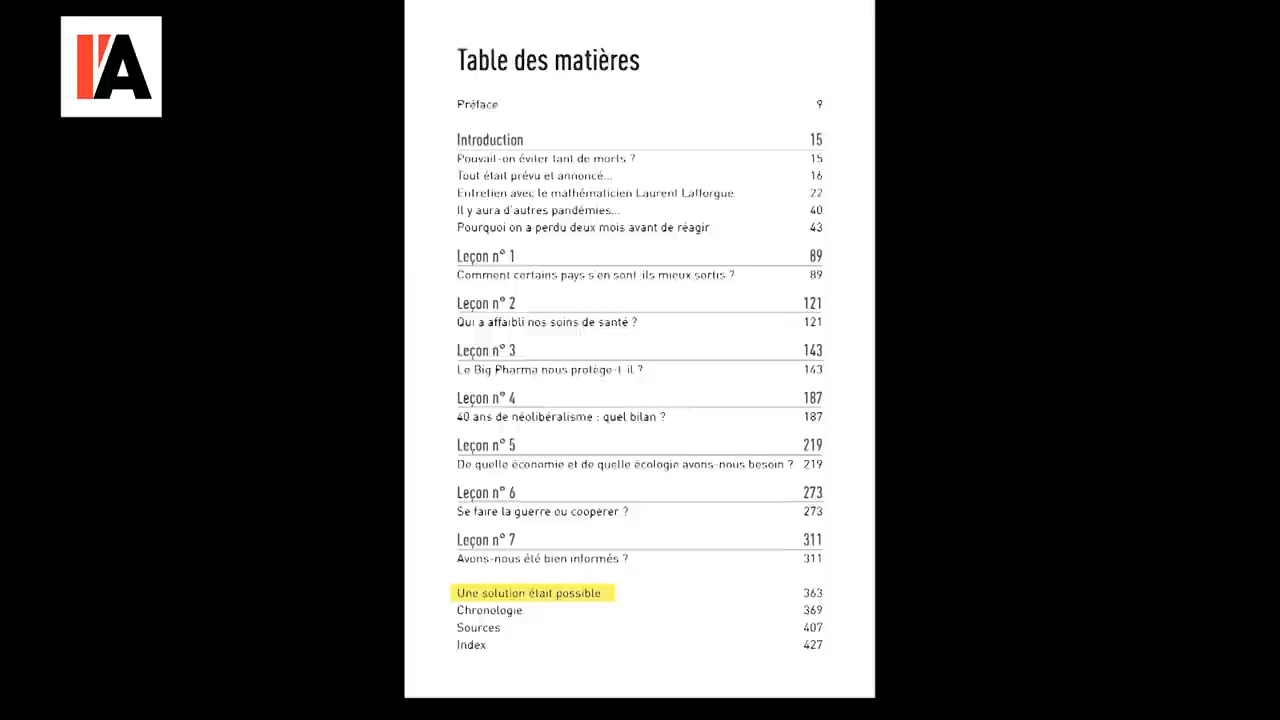 I'A
Table des matières
Préface 9
Introduction 15
Pouvait-on éviter tant de morts ? 15
Tout était prévu et annoncé... 16
Entretien avec le mathématicien Laurent Lafforgue 22
Il y aura d'autres pandémies... 40
Pourquoi on a perdu deux mois avant de réagir 43
Leçon n° 1 89
Comment certains pays s'en sont-ils mieux sortis ? 89
Leçon n° 2 121
Qui a affaibli nos soins de santé ? 121
Leçon n° 3 143
Le Big Pharma nous protège-t-il ? 143
Leçon n° 4 187
40 ans de néolibéralisme : quel bilan ? 187
Leçon n° 5 219
De quelle économie et de quelle écologie avons-nous besoin ? 219
Leçon n° 6 273
Se faire la guerre ou coopérer ? 273
Leçon n° 7 311
Avons-nous été bien informés ? 311
Une solution était possible 363
Chronologie 369
Sources 407
Index 427